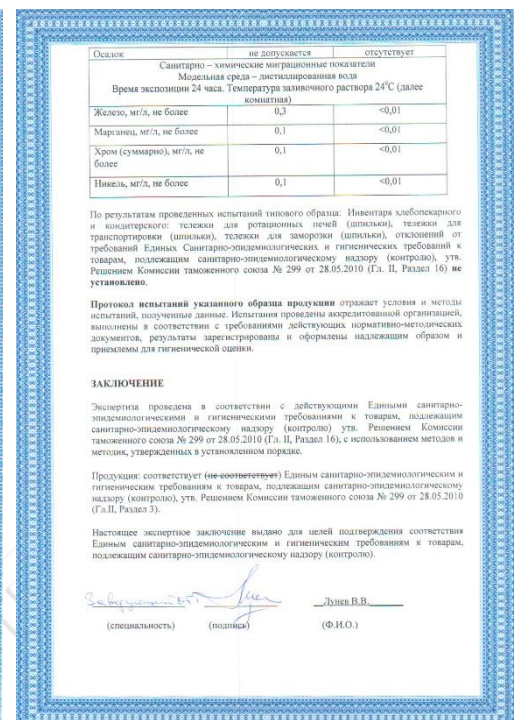 Осадок не допускается отсутствует
Санитарно – химические миграционные показатели
Модельная среда – дистиллированная вода
Время экспозиции 24 часа. Температура заливочного раствора 24°С (далее
комнатная)
Железо, мг/л, не более 0,3 <0,01
Марганец, мг/л, не более 0,1 <0,01
Хром (суммарно), мг/л, не 0,1 <0,01
более
Никель, мг/л, не более 0,1 <0,01
По результатам проведенных испытаний типового образца: Инвентаря хлебопекарного
и кондитерского: тележки для ротационных печей (шпильки), тележки для
транспортировки (шпильки), тележки для заморозки (шпильки), отклонений от
требований Единых Санитарно-эпидемиологических и гигиенических требований к
товарам, подлежащим санитарно-эпидемиологическому надзору (контролю), утв.
Решением Комиссии таможенного союза № 299 от 28.05.2010 (Гл. II, Раздел 16) не
установлено.
Протокол испытаний указанного образца продукции отражает условия и методы
испытаний, полученные данные. Испытания проведены аккредитованной организацией,
выполнены в соответствии с требованиями действующих нормативно-методических
документов, результаты зарегистрированы и оформлены надлежащим образом и
приемлемы для гигиенической оценки.
ЗАКЛЮЧЕНИЕ
Экспертиза проведена в соответствии с действующими Едиными санитарно-
эпидемиологическими и гигиеническими требованиями к товарам, подлежащим
санитарно-эпидемиологическому надзору (контролю) утв. Решением Комиссии
таможенного союза № 299 от 28.05.2010 (Гл. II, Раздел 16), с использованием методов и
методик, утвержденных в установленном порядке.
Продукция: соответствует (не соответствует) Единым санитарно-эпидемиологическим и
гигиеническим требованиям к товарам, подлежащим санитарно-эпидемиологическому
надзору (контролю), утв. Решением Комиссии таможенного союза № 299 от 28.05.2010
(Гл.II, Раздел 3).
Настоящее экспертное заключение выдано для целей подтверждения соответствия
Единым санитарно-эпидемиологическим и гигиеническим требованиям к товарам,
подлежащим санитарно-эпидемиологическому надзору (контролю).
Лунев В.В.
(специальность) (подпись) (Ф.И.О.)